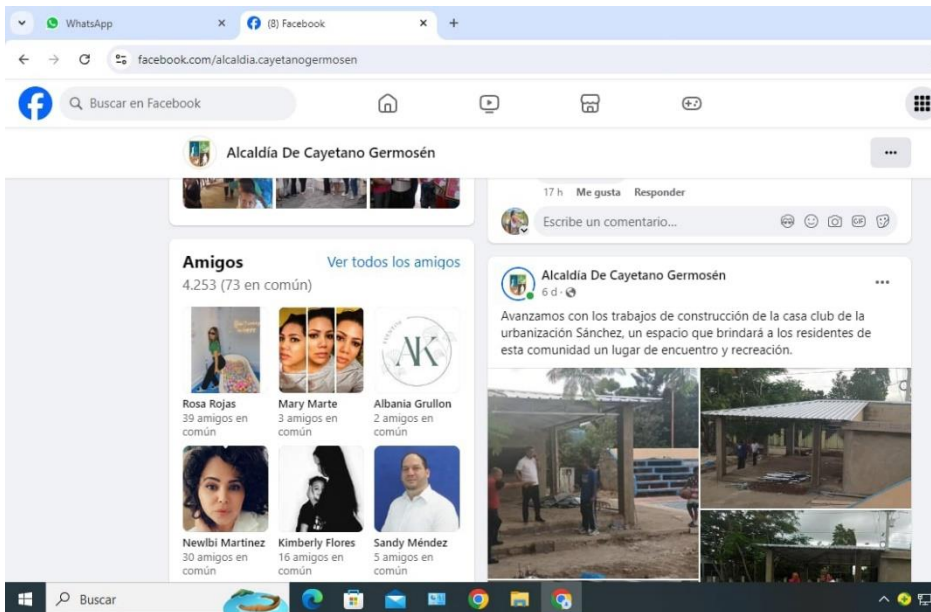 WhatsApp
(8) Facebook
facebook.com/alcaldia.cayetanogermosen
Buscar en Facebook
Alcaldía De Cayetano Germosén
17 h Me gusta Responder
Escribe un comentario...
GIF
Amigos
Ver todos los amigos
4.253 (73 en común)
Rosa Rojas
39 amigos en
común
Mary Marte
3 amigos en
común
AK
Albania Grullon
2 amigos en
común
Newlbi Martinez
30 amigos en
común
Kimberly Flores
16 amigos en
común
Sandy Méndez
5 amigos en
común
Alcaldía De Cayetano Germosén
6 d
Avanzamos con los trabajos de construcción de la casa club de la
urbanización Sánchez, un espacio que brindará a los residentes de
esta comunidad un lugar de encuentro y recreación.
Buscar